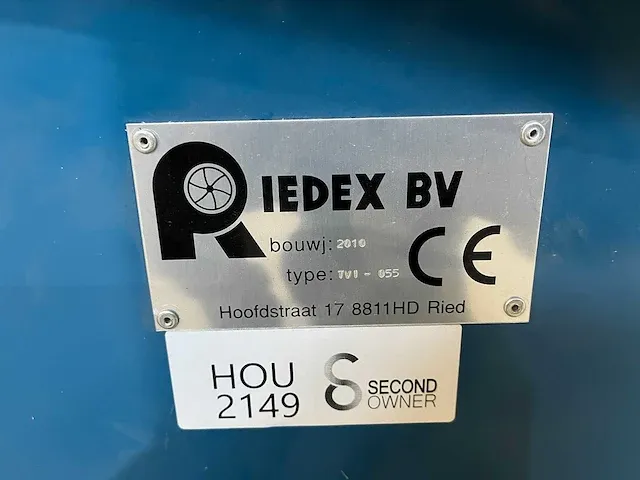 RIEDEX BV
bouwj: 2010
type: TV1 - 055
CE
Hoofdstraat 17 8811HD Ried
HOU
2149
SECOND
OWNER